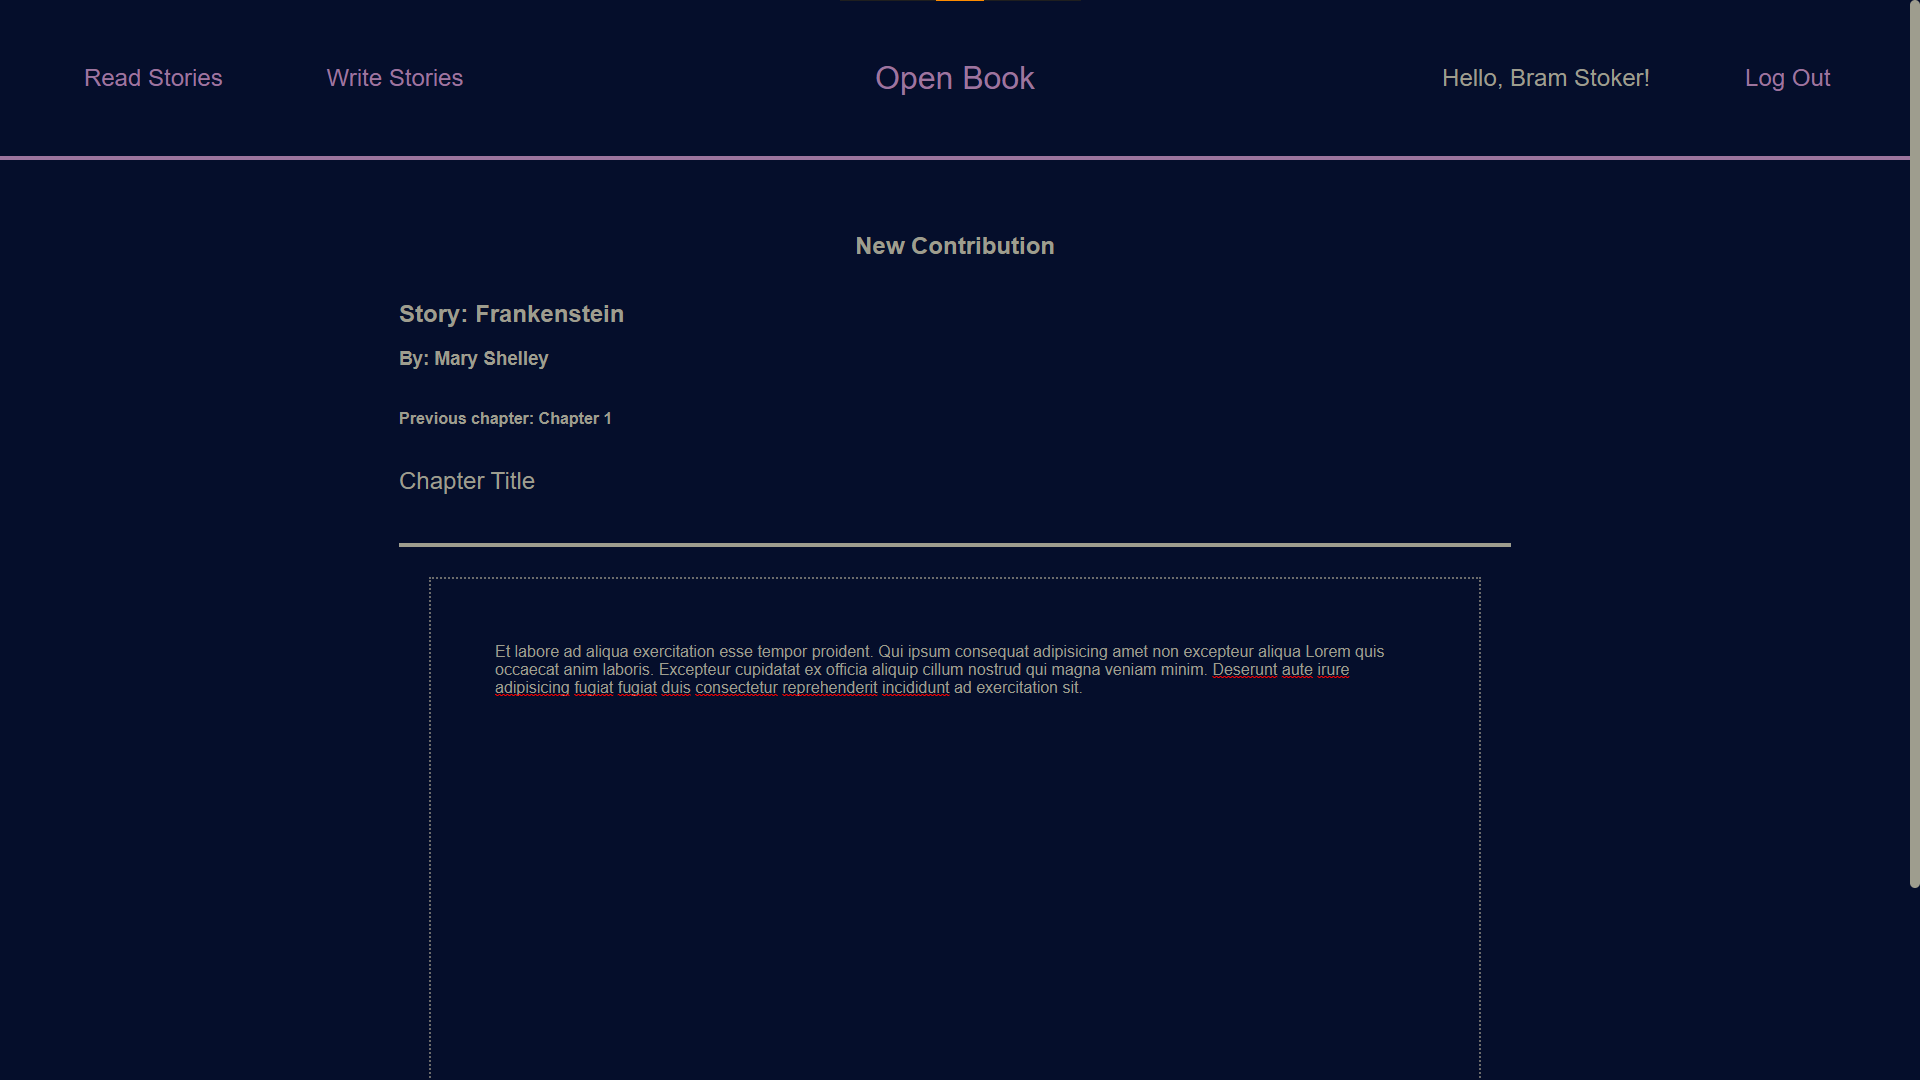 Read Stories Write Stories Open Book Hello, Bram Stoker! Log Out
New Contribution
Story: Frankenstein
By: Mary Shelley
Previous chapter: Chapter 1
Chapter Title
Et labore ad aliqua exercitation esse tempor proident. Qui ipsum consequat adipisicing amet non excepteur aliqua Lorem quis
occaecat anim laboris. Excepteur cupidatat ex officia aliquip cillum nostrud qui magna veniam minim. Deserunt aute irure
adipisicing fugiat fugiat duis consectetur reprehenderit incididunt ad exercitation sit.